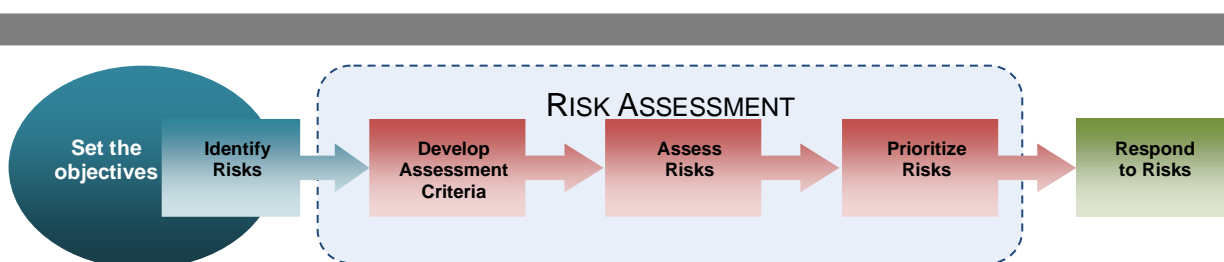 RISK ASSESSMENT
Set the
objectives
Identify
Risks
Develop
Assessment
Criteria
Assess
Risks
Prioritize
Risks
Respond
to Risks